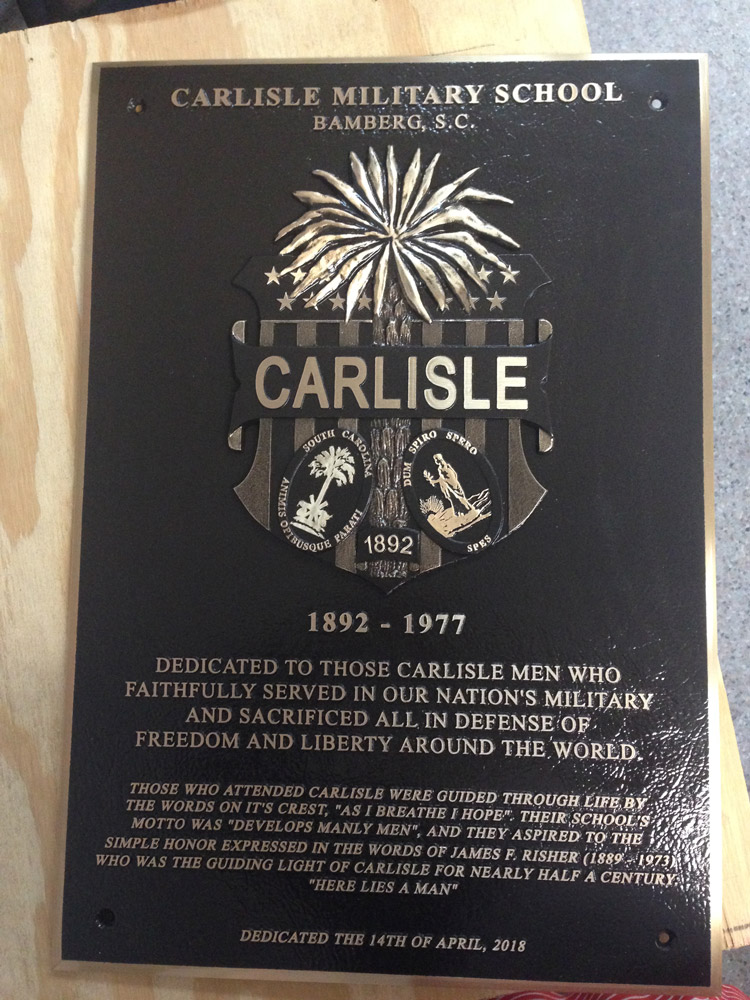 CARLISLE MILITARY SCHOOL
BAMBERG, S.C.
CARLISLE
SOUTH CAROLINA
ANIMIS OPIBUSQUE PARATI
DUM SPIRO SPERO
SPES
1892
1892 - 1977
DEDICATED TO THOSE CARLISLE MEN WHO
FAITHFULLY SERVED IN OUR NATION'S MILITARY
AND SACRIFICED ALL IN DEFENSE OF
FREEDOM AND LIBERTY AROUND THE WORLD.
THOSE WHO ATTENDED CARLISLE WERE GUIDED THROUGH LIFE BY
THE WORDS ON IT'S CREST, "AS I BREATHE I HOPE". THEIR SCHOOL'S
MOTTO WAS "DEVELOPS MANLY MEN", AND THEY ASPIRED TO THE
SIMPLE HONOR EXPRESSED IN THE WORDS OF JAMES F. RISHER (1889 - 1973)
WHO WAS THE GUIDING LIGHT OF CARLISLE FOR NEARLY HALF A CENTURY:
"HERE LIES A MAN"
DEDICATED THE 14TH OF APRIL, 2018